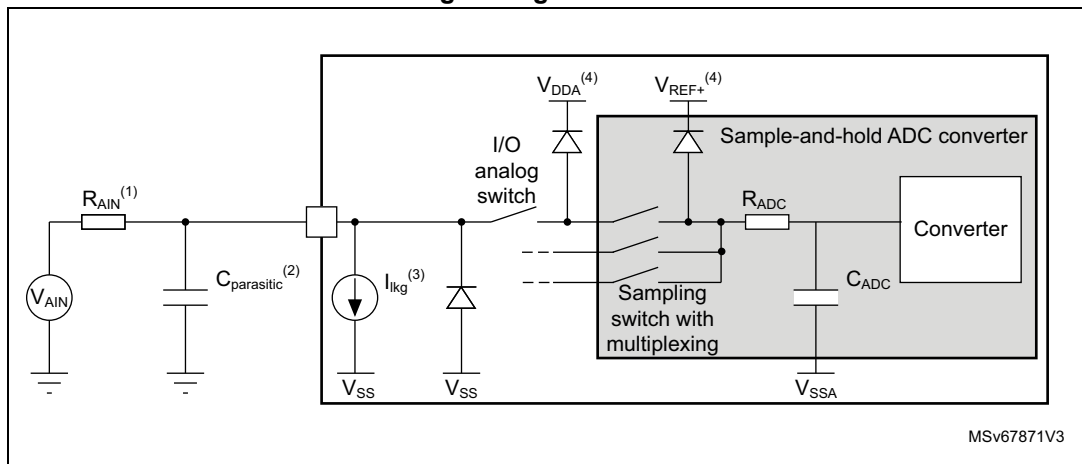 V_DDA(4)
V_REF+(4)
Sample-and-hold ADC converter
I/O
analog
switch
R_AIN(1)
R_ADC
Converter
C_parasitic(2)
I_lkg(3)
V_AIN
C_ADC
Sampling
switch with
multiplexing
V_SS
V_SS
V_SSA
MSv67871V3